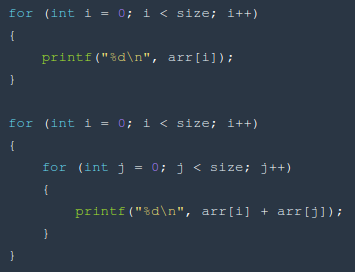 for (int i = 0; i < size; i++)
{
    printf("%d\n", arr[i]);
}

for (int i = 0; i < size; i++)
{
    for (int j = 0; j < size; j++)
    {
        printf("%d\n", arr[i] + arr[j]);
    }
}